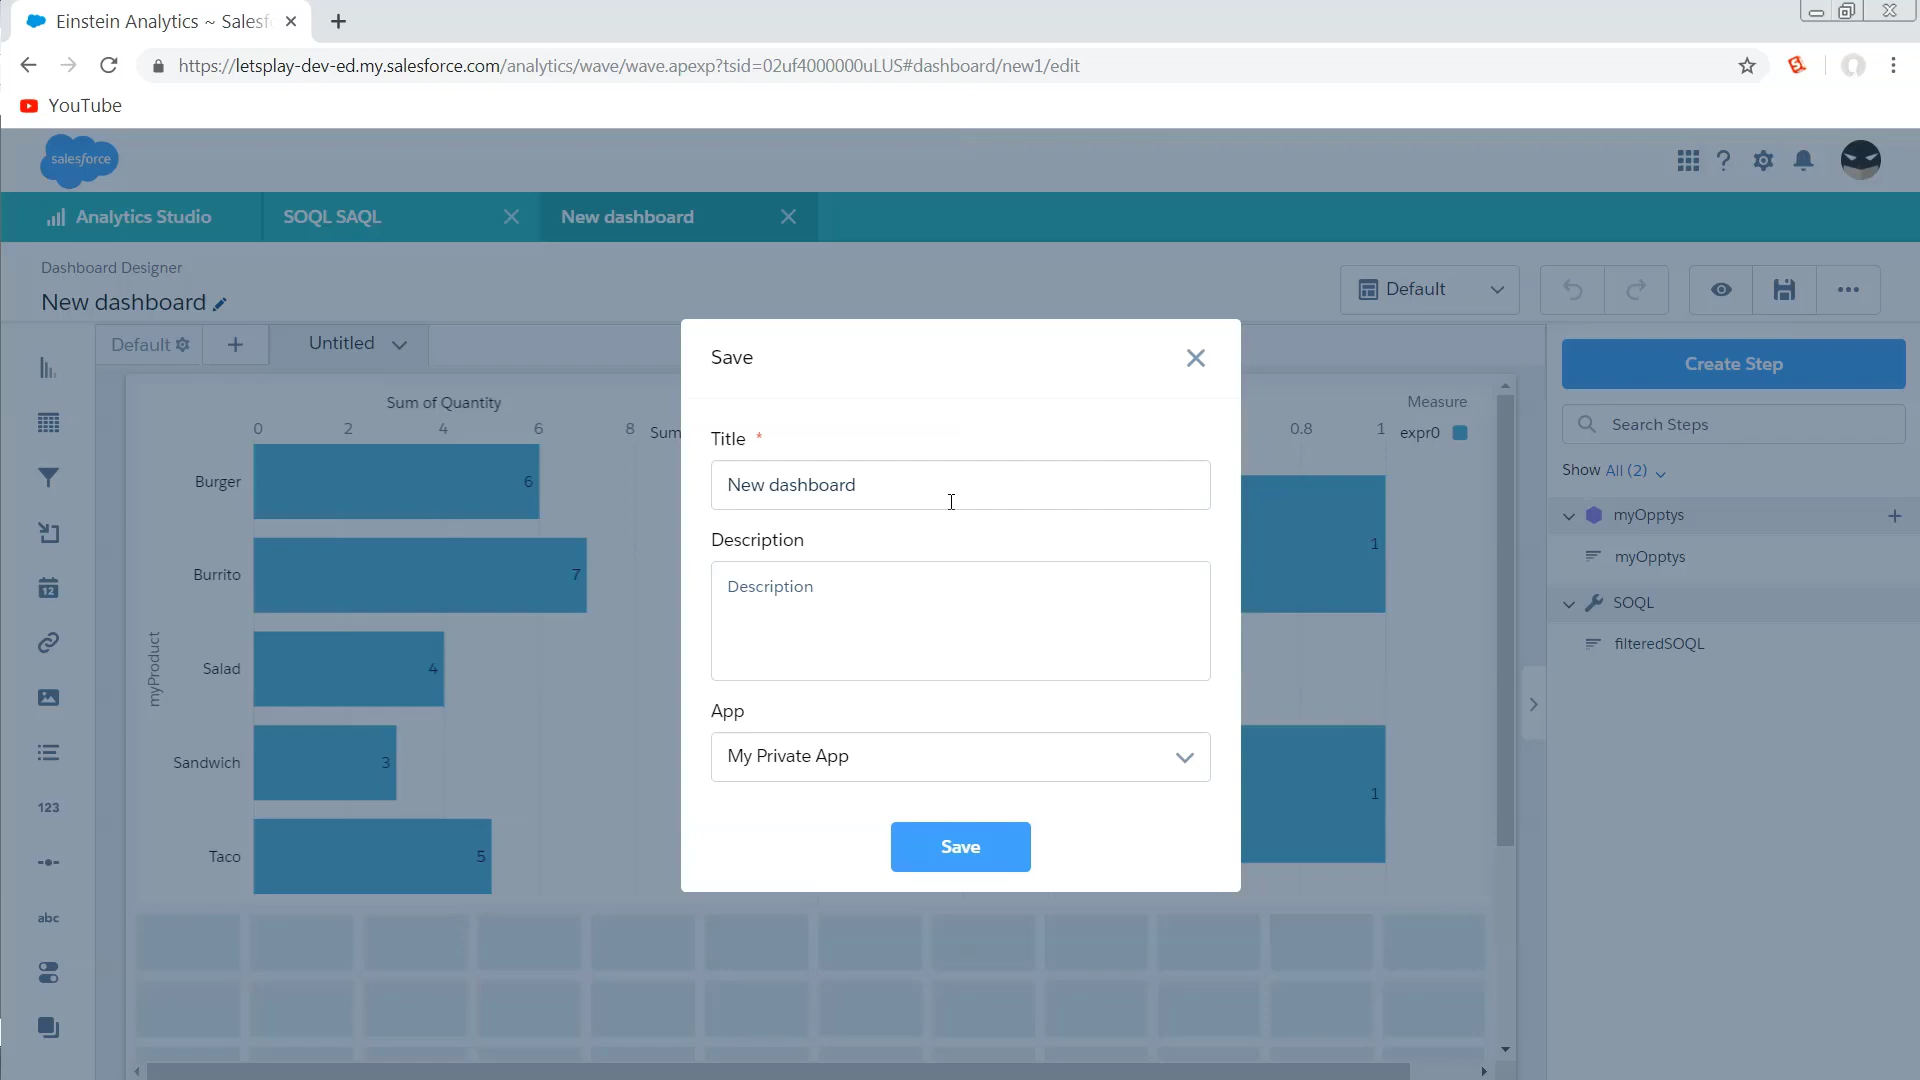 Einstein Analytics ~ Salesf
https://letsplay-dev-ed.my.salesforce.com/analytics/wave/wave.apexp?tsid=02uf4000000uLUS#dashboard/new1/edit
YouTube
salesforce
Analytics Studio
SOQL SAQL
New dashboard
Dashboard Designer
New dashboard
Default
Default
Untitled
Sum of Quantity
0 2 4 6 8
Burger 6
Burrito 7
Salad 4
Sandwich 3
Taco 5
myProduct
Sum
Save
Title *
New dashboard
Description
Description
App
My Private App
Save
0.8 1
1
1
Measure
expr0
Create Step
Search Steps
Show All (2)
myOpptys
myOpptys
SOQL
filteredSOQL
12
123
abc